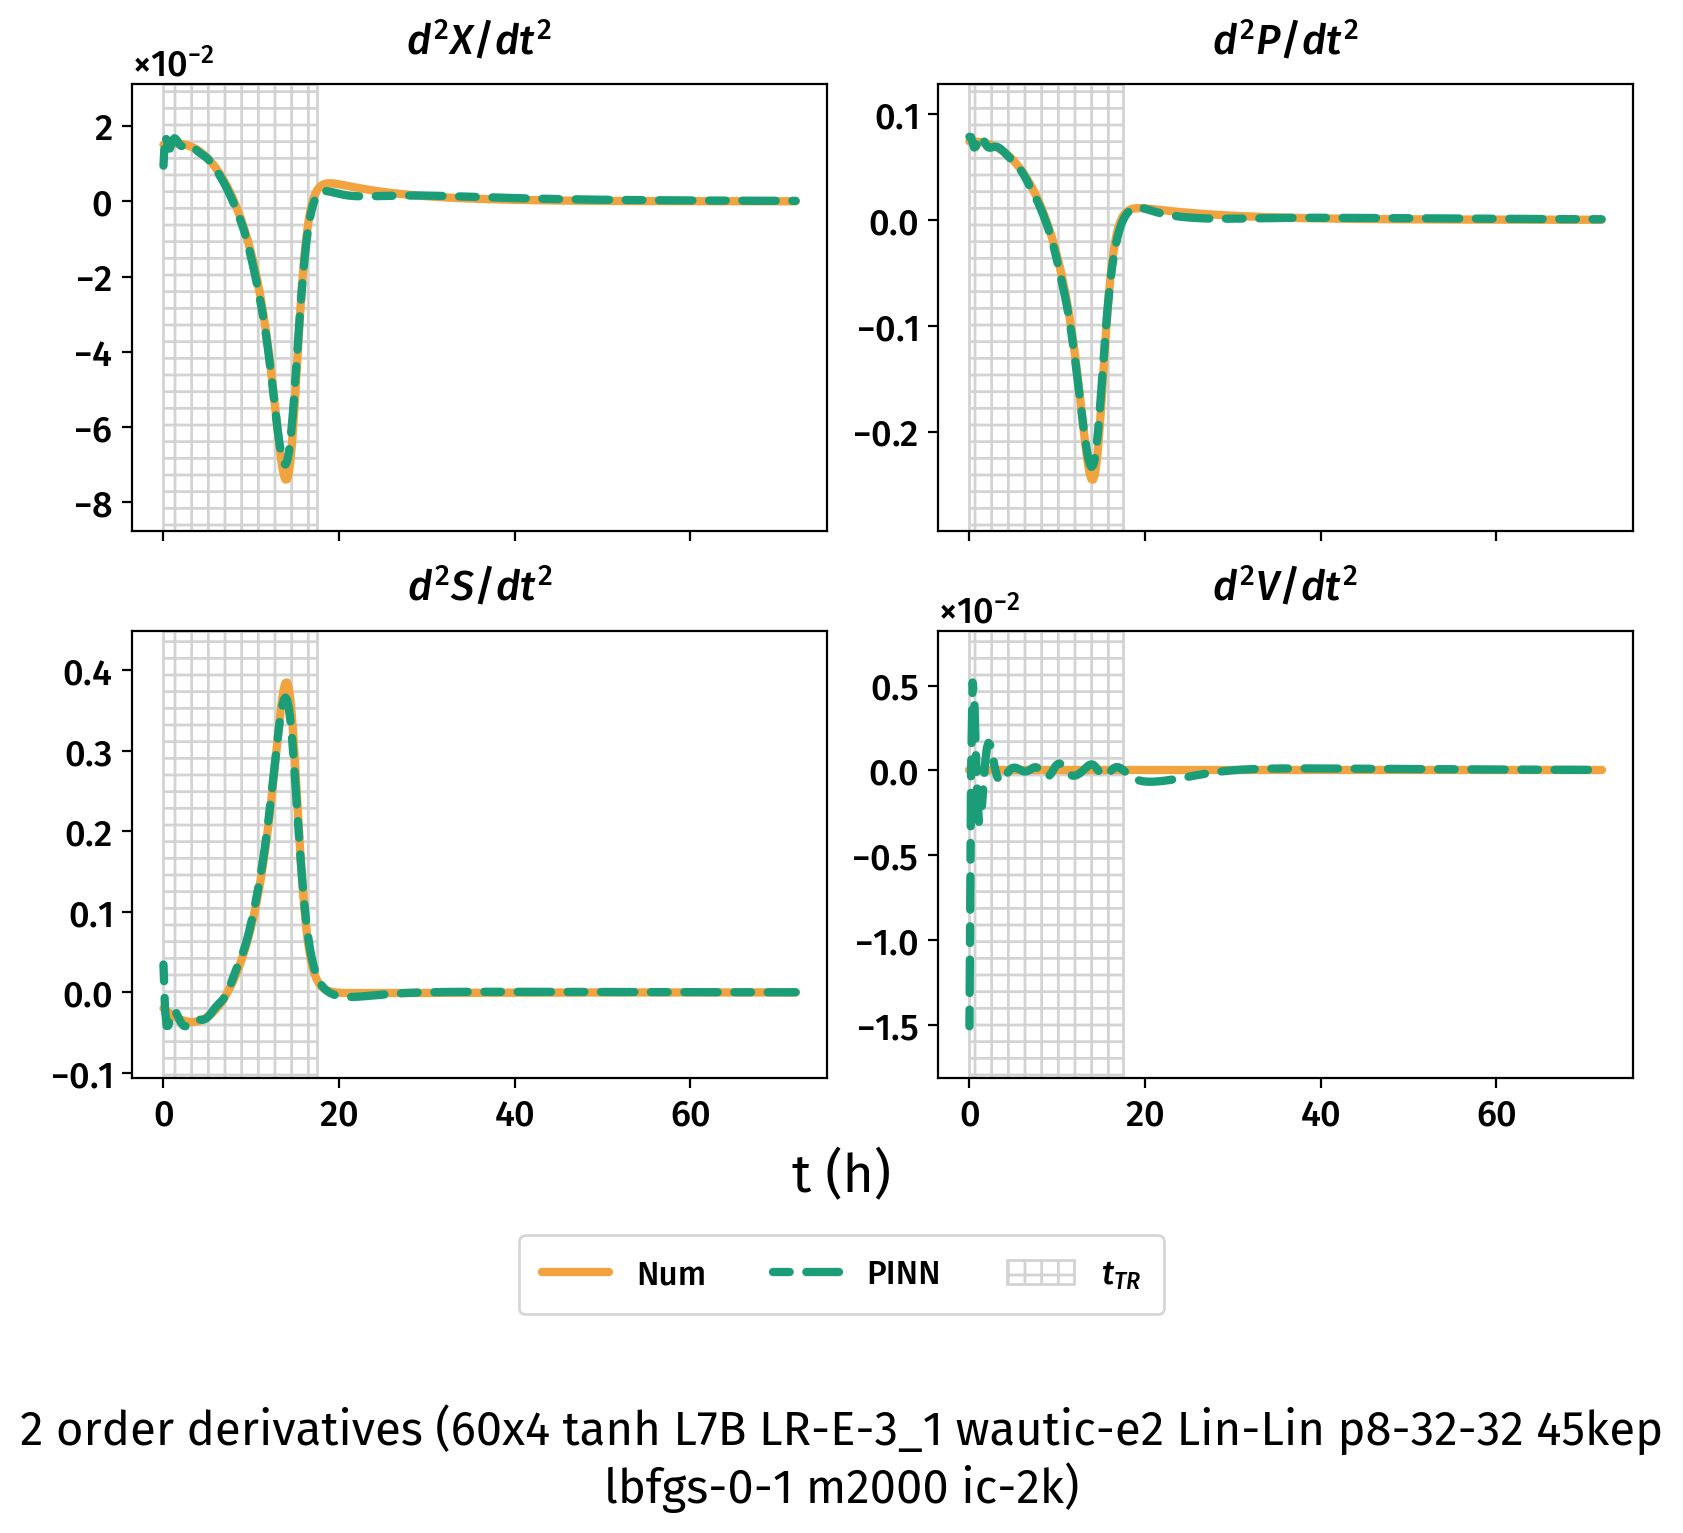 d²X/dt²
×10⁻²
2
0
−2
−4
−6
−8
d²P/dt²
0.1
0.0
−0.1
−0.2
d²S/dt²
0.4
0.3
0.2
0.1
0.0
−0.1
0 20 40 60
d²V/dt²
×10⁻²
0.5
0.0
−0.5
−1.0
−1.5
0 20 40 60
t (h)
Num PINN t_TR
2 order derivatives (60x4 tanh L7B LR-E-3_1 wautic-e2 Lin-Lin p8-32-32 45kep
lbfgs-0-1 m2000 ic-2k)